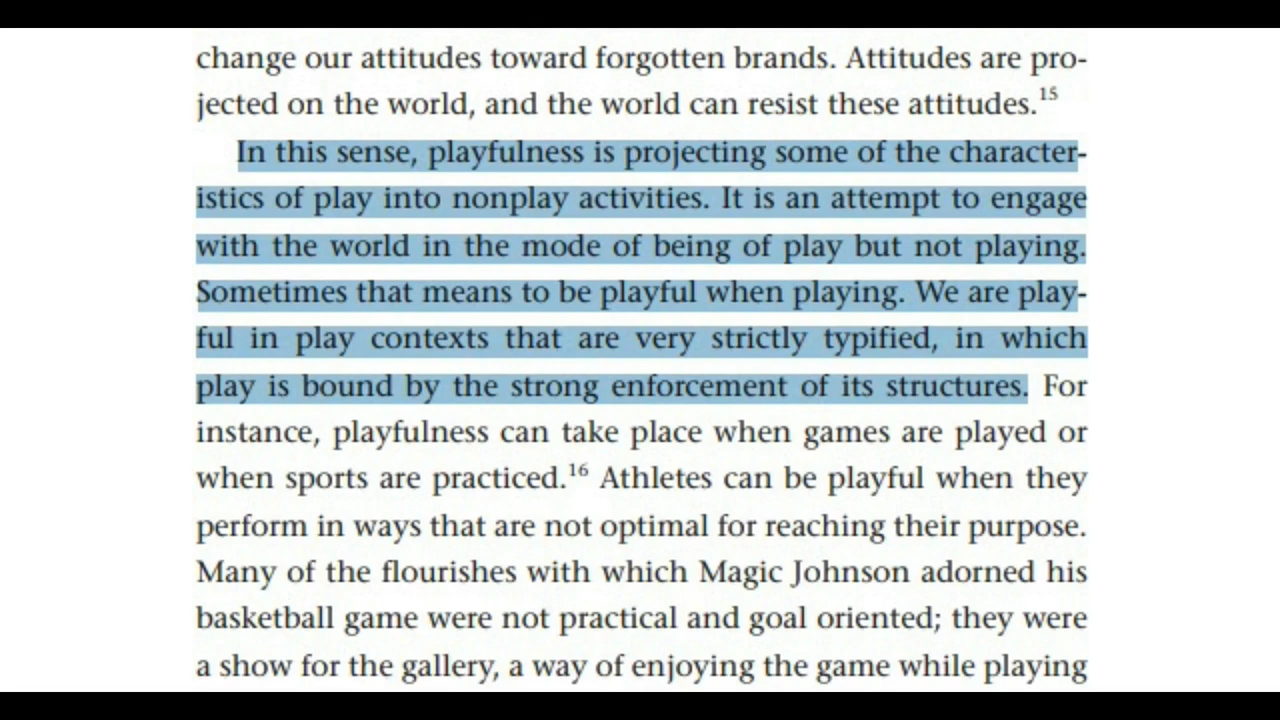 change our attitudes toward forgotten brands. Attitudes are pro-
jected on the world, and the world can resist these attitudes.15
In this sense, playfulness is projecting some of the character-
istics of play into nonplay activities. It is an attempt to engage
with the world in the mode of being of play but not playing.
Sometimes that means to be playful when playing. We are play-
ful in play contexts that are very strictly typified, in which
play is bound by the strong enforcement of its structures. For
instance, playfulness can take place when games are played or
when sports are practiced.16 Athletes can be playful when they
perform in ways that are not optimal for reaching their purpose.
Many of the flourishes with which Magic Johnson adorned his
basketball game were not practical and goal oriented; they were
a show for the gallery, a way of enjoying the game while playing